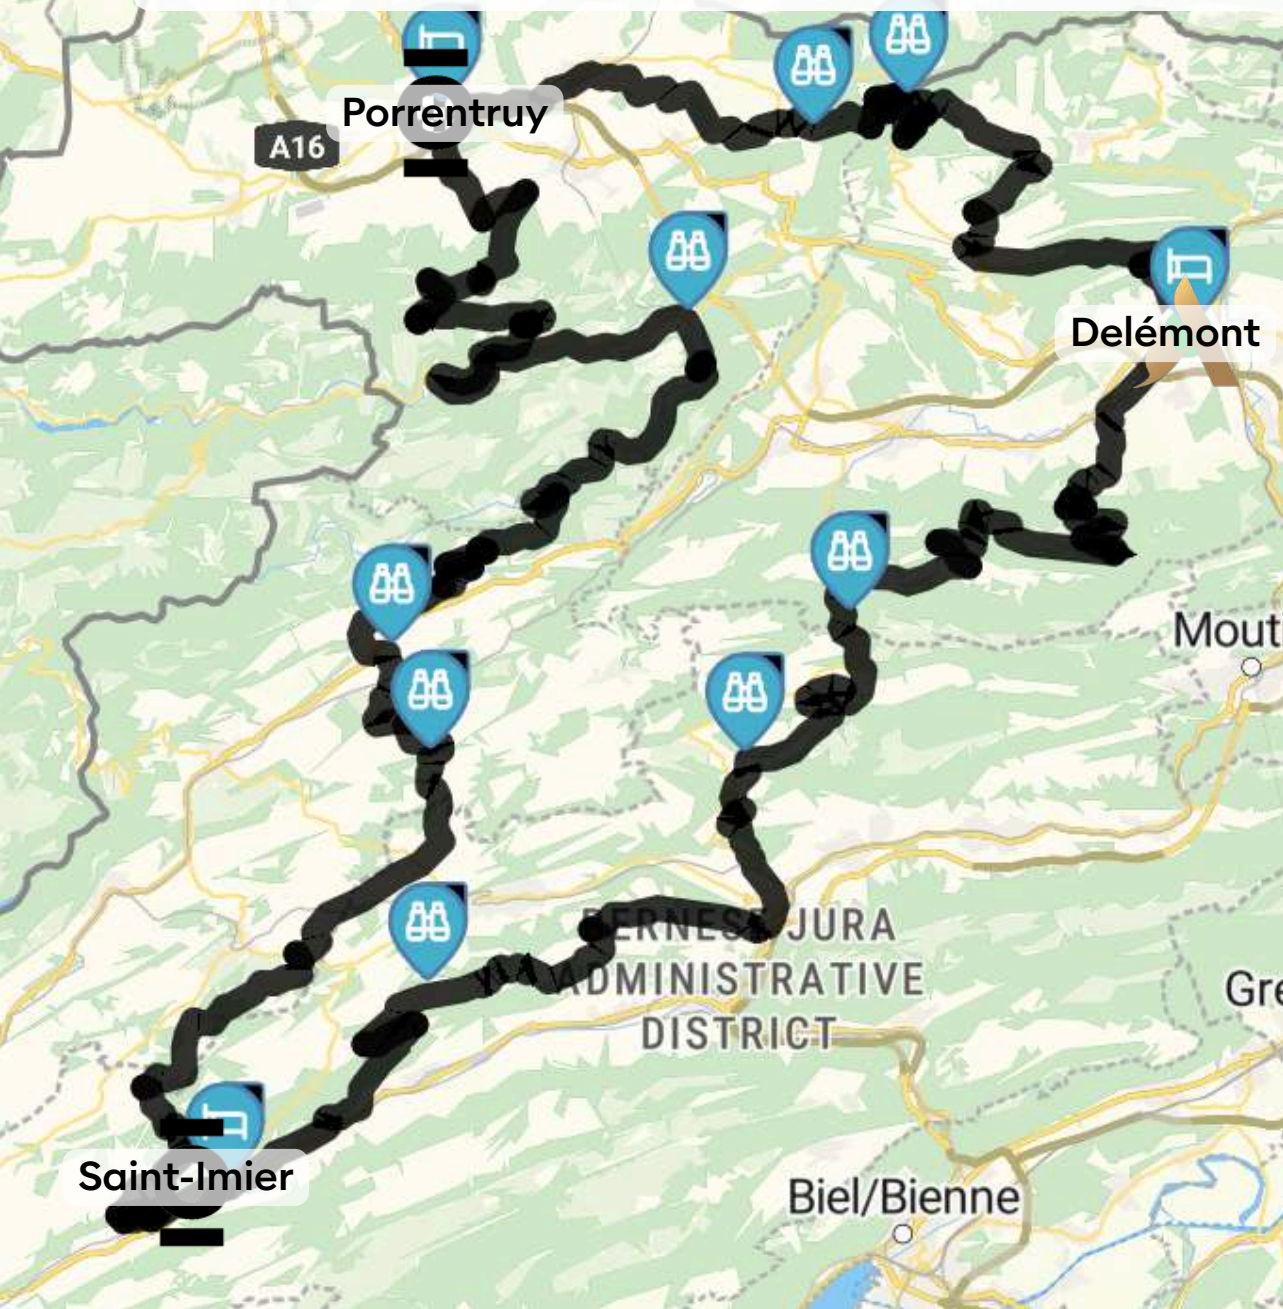 Porrentruy
A16
Delémont
Mout
BERNESE JURA
ADMINISTRATIVE
DISTRICT
Gre
Saint-Imier
Biel/Bienne